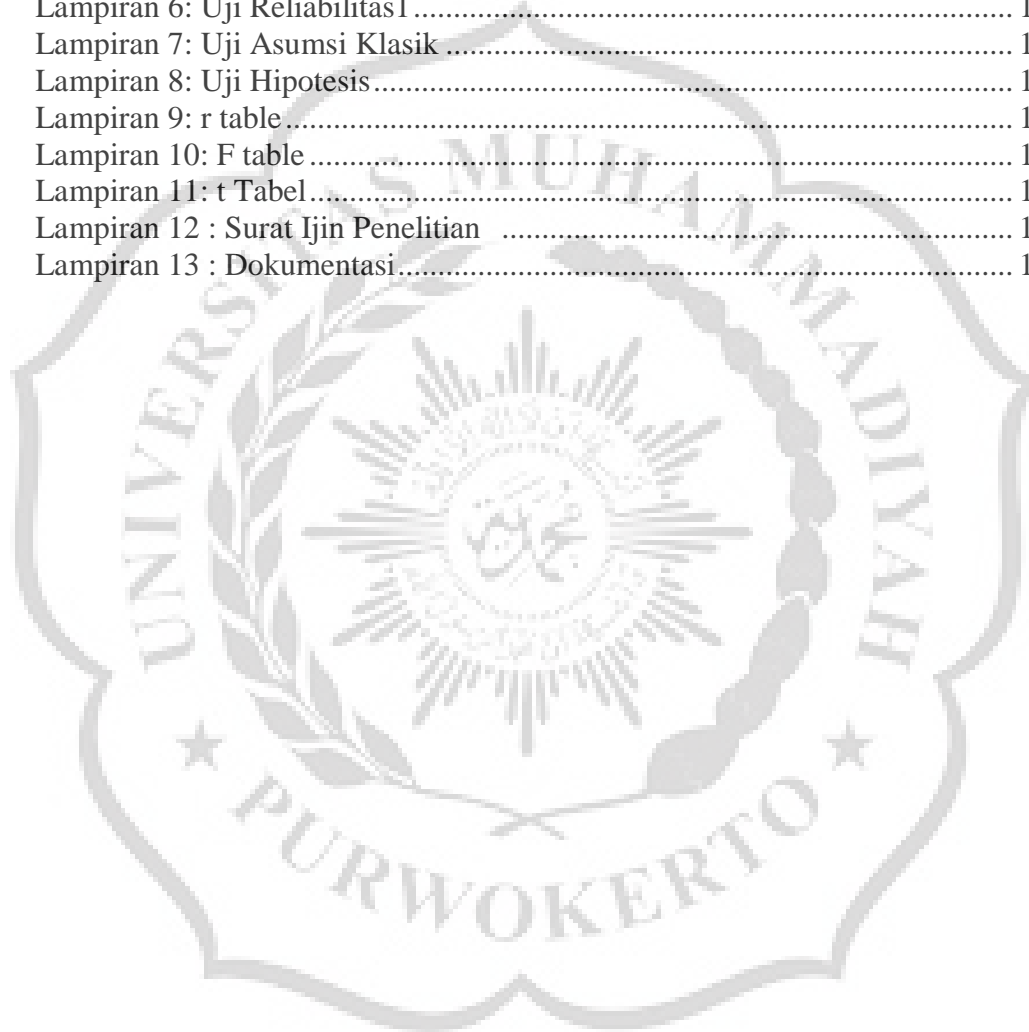 Lampiran 6: Uji Reliabilitas1 ........................................................................ 1
Lampiran 7: Uji Asumsi Klasik .................................................................... 1
Lampiran 8: Uji Hipotesis ............................................................................. 1
Lampiran 9: r table ........................................................................................ 1
Lampiran 10: F table ..................................................................................... 1
Lampiran 11: t Tabel ..................................................................................... 1
Lampiran 12 : Surat Ijin Penelitian ............................................................. 1
Lampiran 13 : Dokumentasi .......................................................................... 1
UNIVERSITAS MUHAMMADIYAH
PURWOKERTO